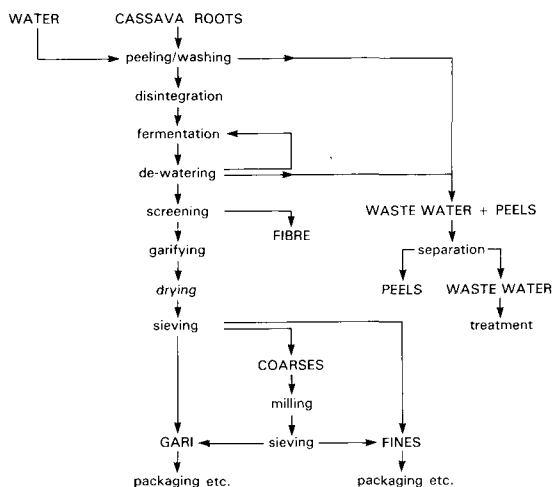 WATER CASSAVA ROOTS
peeling/washing
disintegration
fermentation
de-watering
screening WASTE WATER + PEELS
FIBRE
garifying separation
drying PEELS WASTE WATER
sieving treatment
COARSES
milling
GARI sieving FINES
packaging etc. packaging etc.